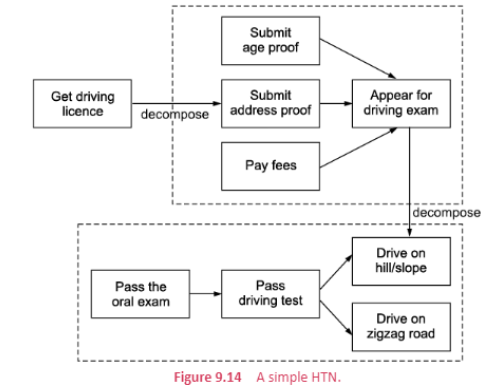 Submit
age proof
Get driving
licence
decompose
Submit
address proof
Appear for
driving exam
Pay fees
decompose
Drive on
hill/slope
Pass the
oral exam
Pass
driving test
Drive on
zigzag road
Figure 9.14 A simple HTN.